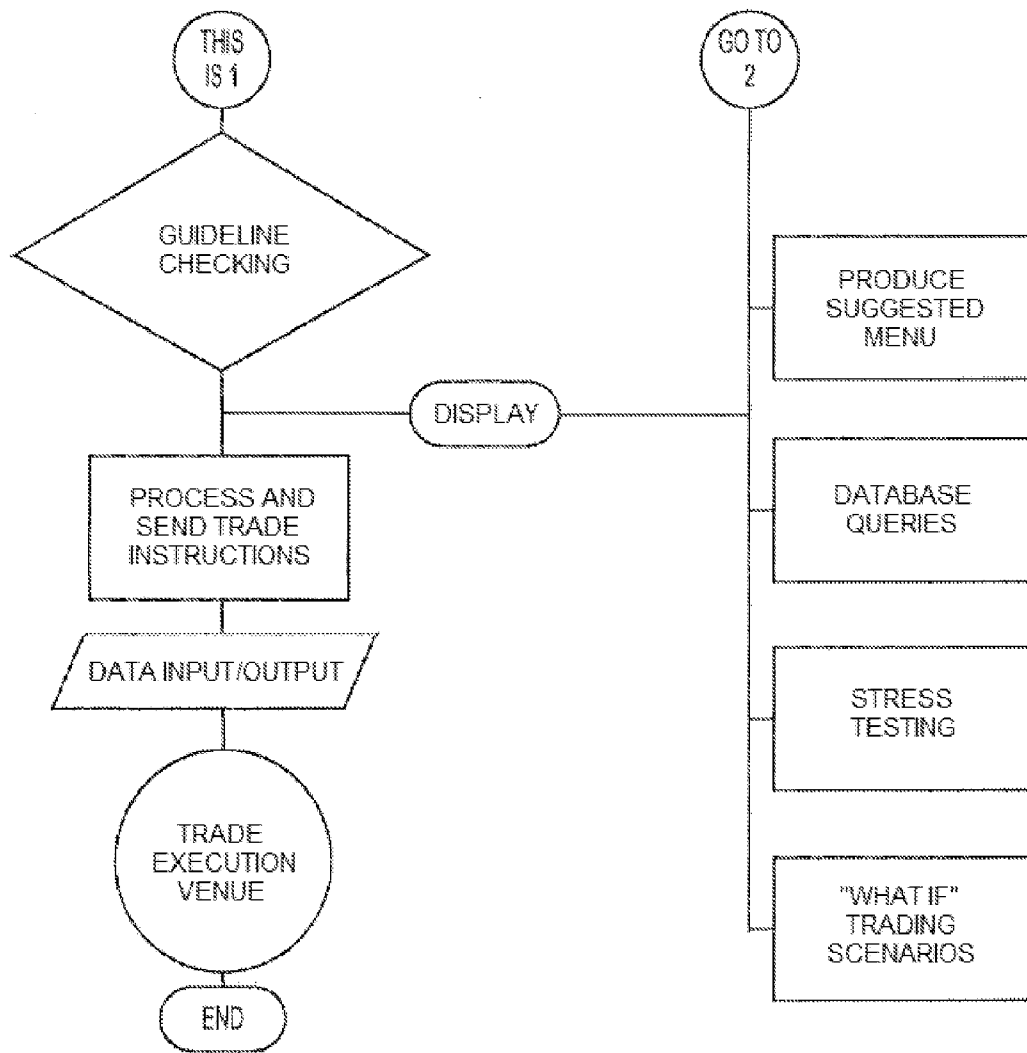 THIS
IS 1
GUIDELINE
CHECKING
DISPLAY
PROCESS AND
SEND TRADE
INSTRUCTIONS
DATA INPUT/OUTPUT
TRADE
EXECUTION
VENUE
END
GO TO
2
PRODUCE
SUGGESTED
MENU
DATABASE
QUERIES
STRESS
TESTING
"WHAT IF"
TRADING
SCENARIOS